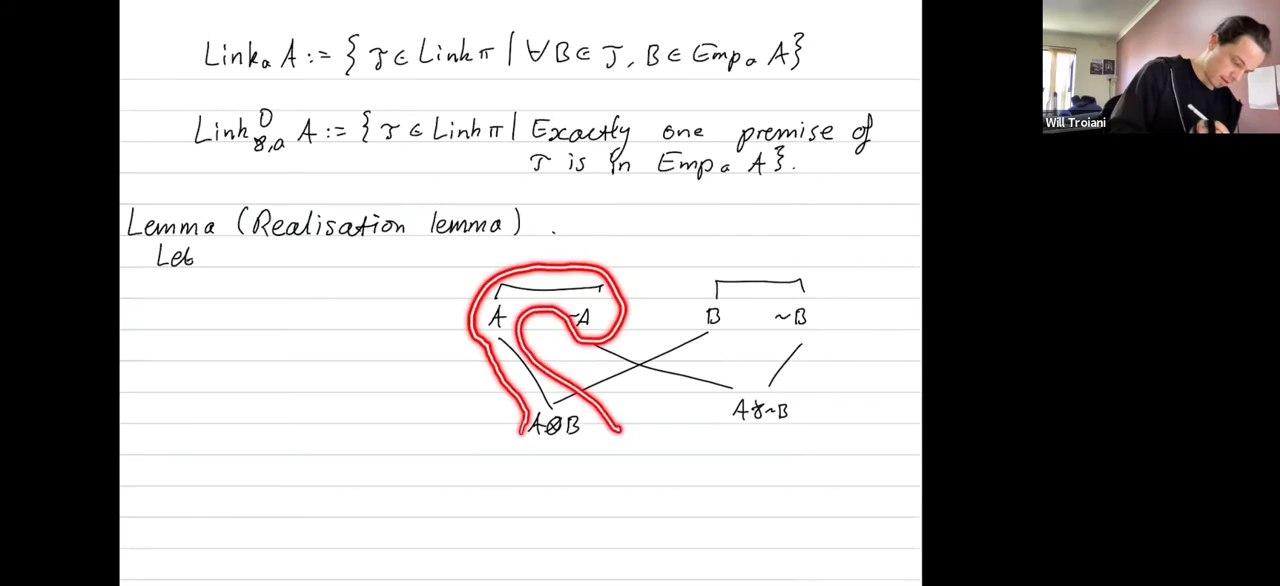 Link_a A := { τ ∈ Link π | ∀B ∈ τ, B ∈ Emp_a A}
Link^0_{⅋,a} A := { τ ∈ Link π | Exactly one premise of
τ is in Emp_a A}.
Lemma (Realisation lemma) .
Let
A ~A B ~B
A⊗B A⅋~B
Will Troiani